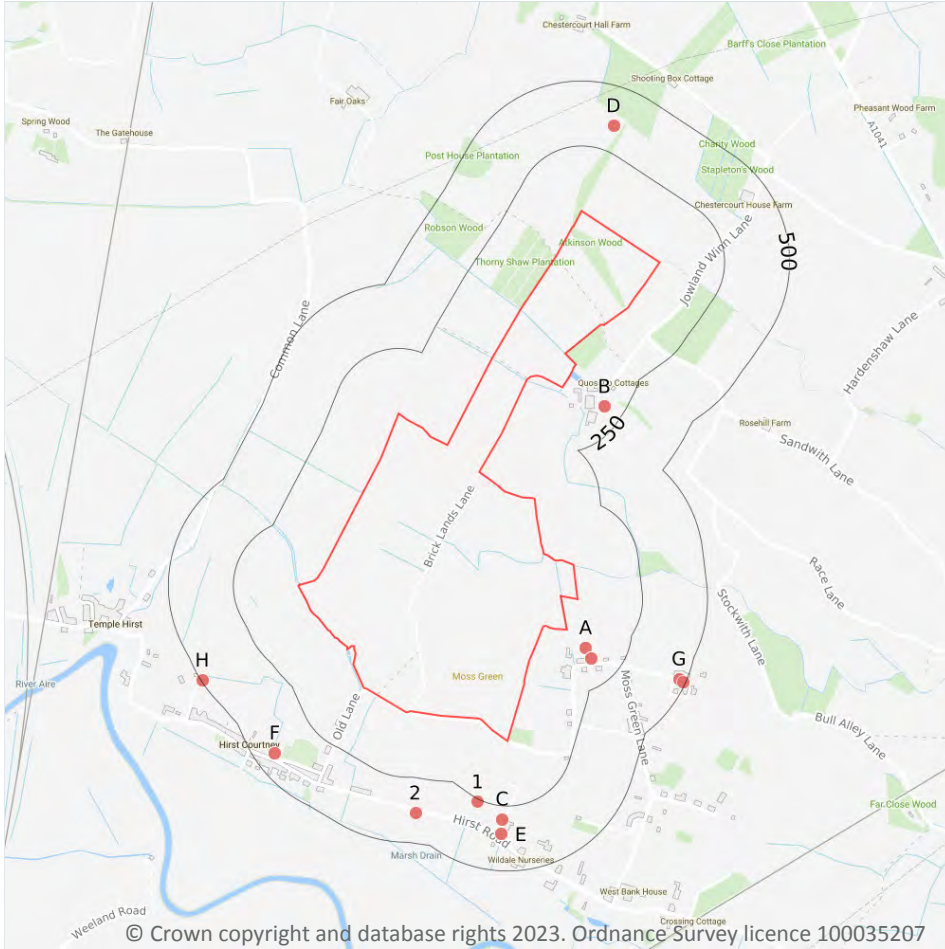 Chestercourt Hall Farm
Barff's Close Plantation
Shooting Box Cottage
Fair Oaks
D
Pheasant Wood Farm
Spring Wood
The Gatehouse
A1041
Charity Wood
Post House Plantation
Stapleton's Wood
Chestercourt House Farm
Robson Wood
Atkinson Wood
500
Thorny Shaw Plantation
Jowland Winn Lane
Common Lane
Hardenshaw Lane
B
250
Rosehill Farm
Sandwith Lane
Brick Lands Lane
Race Lane
Stockwith Lane
Temple Hirst
A
H
G
River Aire
Moss Green
Moss Green Lane
Old Lane
Bull Alley Lane
F
Hirst Courtney
1
2
C
Far Close Wood
Hirst Road
E
Marsh Drain
Wildale Nurseries
West Bank House
Weeland Road
Crossing Cottage
© Crown copyright and database rights 2023. Ordnance Survey licence 100035207